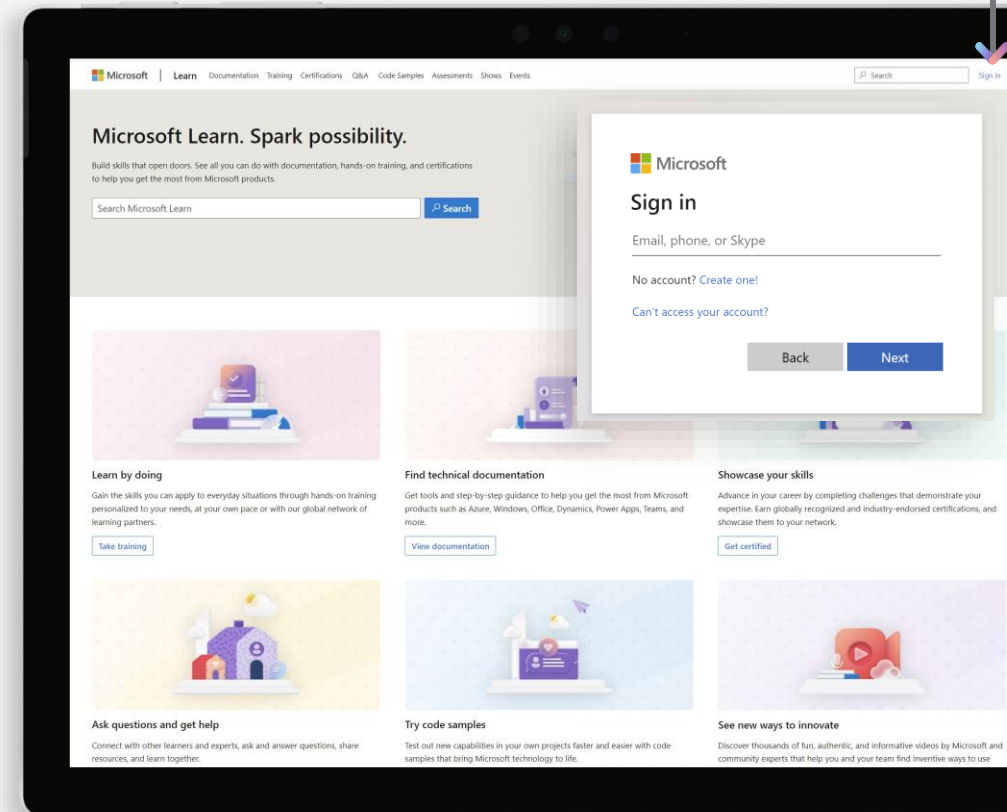 Microsoft | Learn Documentation Training Certifications Q&A Code Samples Assessments Shows Events Search Sign in
Microsoft Learn. Spark possibility.
Build skills that open doors. See all you can do with documentation, hands-on training, and certifications
to help you get the most from Microsoft products.
Search Microsoft Learn Search
Microsoft
Sign in
Email, phone, or Skype
No account? Create one!
Can't access your account?
Back Next
Learn by doing
Gain the skills you can apply to everyday situations through hands-on training
personalized to your needs, at your own pace or with our global network of
learning partners.
Take training
Find technical documentation
Get tools and step-by-step guidance to help you get the most from Microsoft
products such as Azure, Windows, Office, Dynamics, Power Apps, Teams, and
more.
View documentation
Showcase your skills
Advance in your career by completing challenges that demonstrate your
expertise. Earn globally recognized and industry-endorsed certifications, and
showcase them to your network.
Get certified
Ask questions and get help
Connect with other learners and experts, ask and answer questions, share
resources, and learn together.
Try code samples
Test out new capabilities in your own projects faster and easier with code
samples that bring Microsoft technology to life.
See new ways to innovate
Discover thousands of fun, authentic, and informative videos by Microsoft and
community experts that help you and your team find inventive ways to use